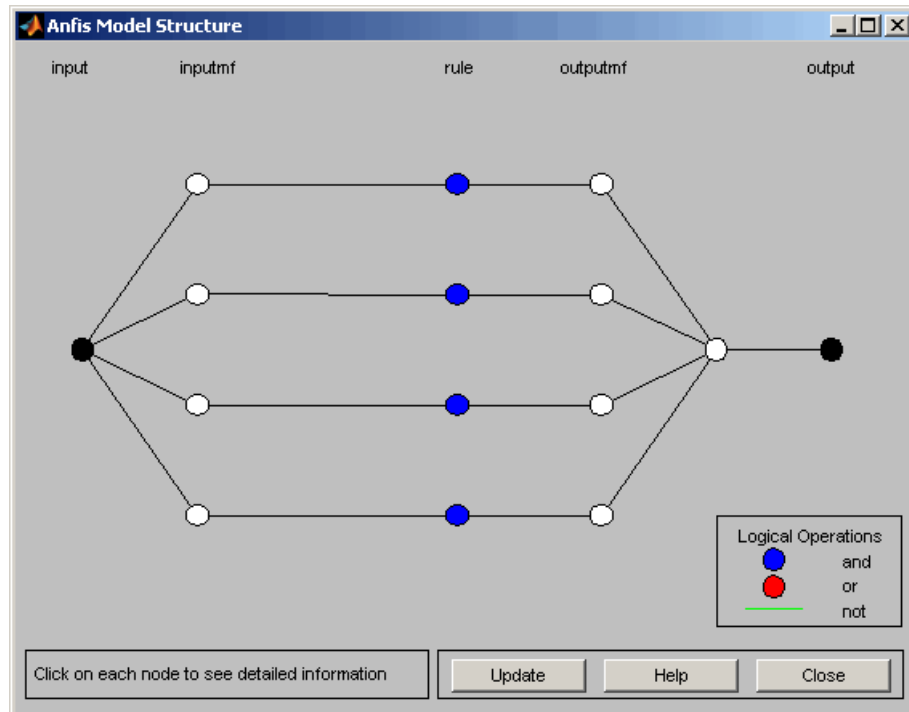 Anfis Model Structure
input inputmf rule outputmf output
Logical Operations
and
or
not
Click on each node to see detailed information
Update Help Close